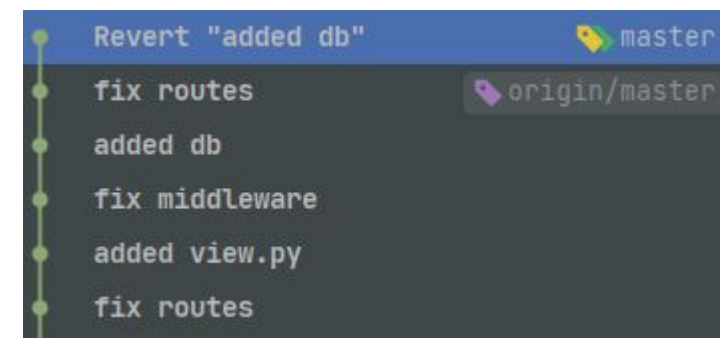 Revert "added db" master
fix routes origin/master
added db
fix middleware
added view.py
fix routes